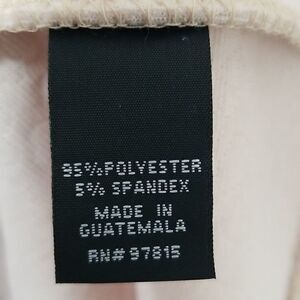 95% POLYESTER
5% SPANDEX
MADE IN
GUATEMALA
RN# 97815